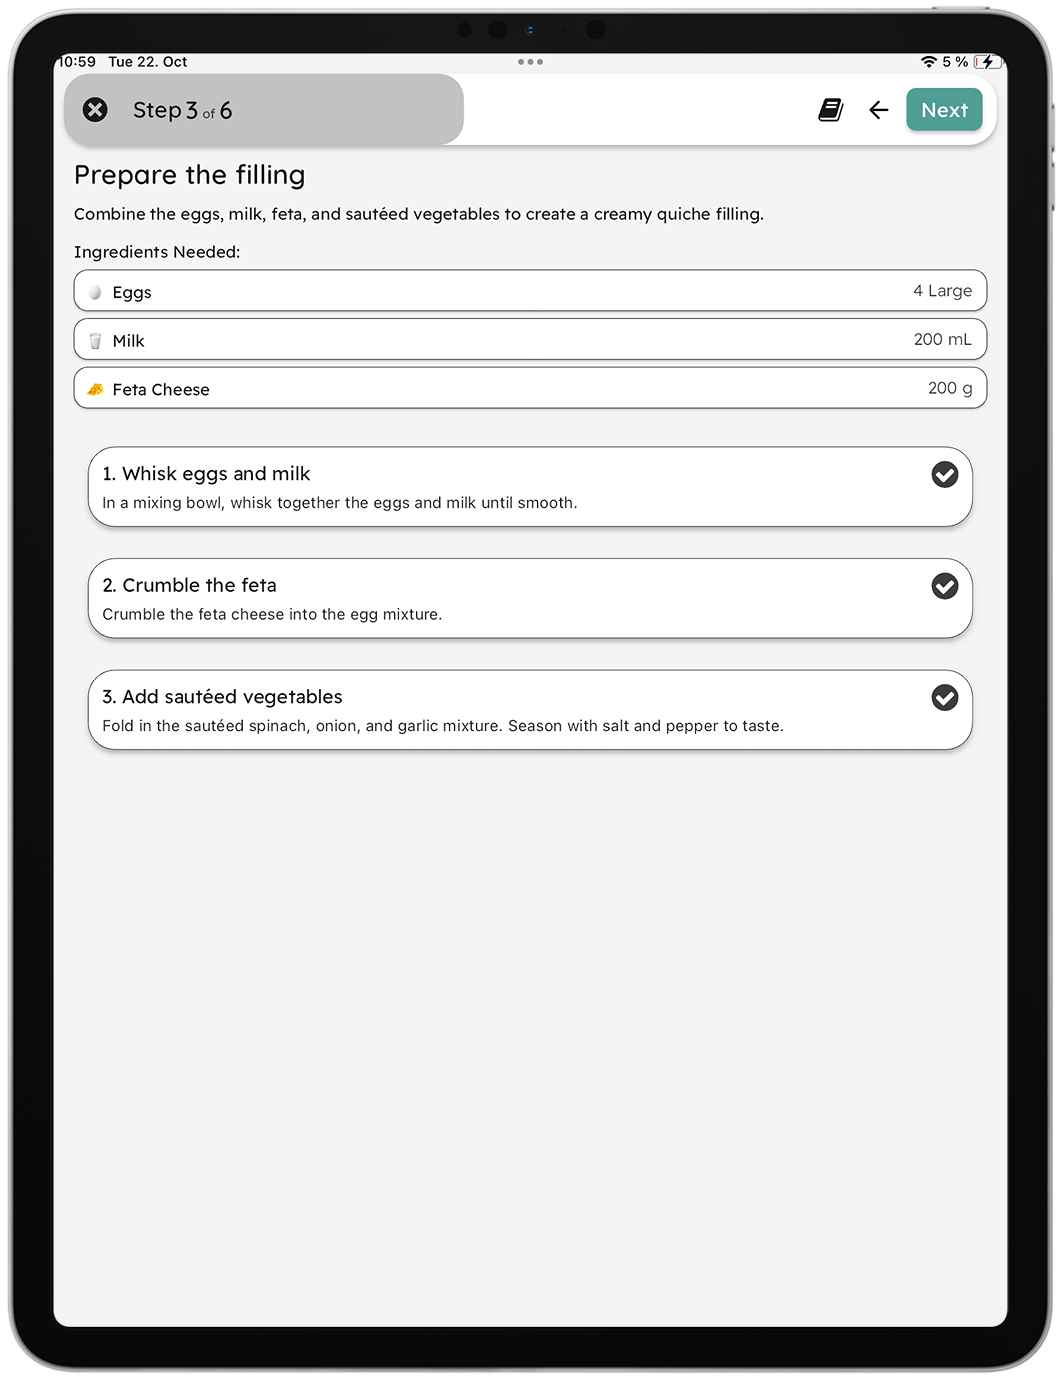 10:59 Tue 22. Oct
5 %
Step 3 of 6
Next
Prepare the filling
Combine the eggs, milk, feta, and sautéed vegetables to create a creamy quiche filling.
Ingredients Needed:
Eggs 4 Large
Milk 200 mL
Feta Cheese 200 g
1. Whisk eggs and milk
In a mixing bowl, whisk together the eggs and milk until smooth.
2. Crumble the feta
Crumble the feta cheese into the egg mixture.
3. Add sautéed vegetables
Fold in the sautéed spinach, onion, and garlic mixture. Season with salt and pepper to taste.